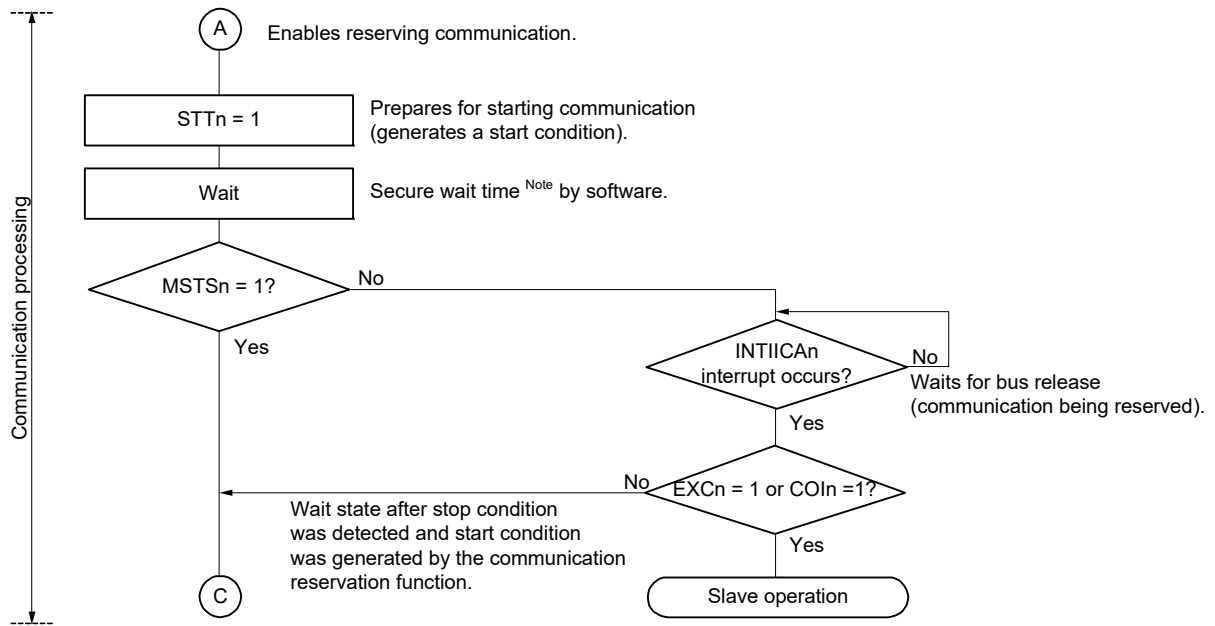 A
Enables reserving communication.
STTn = 1
Prepares for starting communication
(generates a start condition).
Wait
Secure wait time Note by software.
Communication processing
MSTSn = 1?
No
Yes
INTIICAn
interrupt occurs?
No
Waits for bus release
(communication being reserved).
Yes
No
EXCn = 1 or COIn =1?
Wait state after stop condition
was detected and start condition
was generated by the communication
reservation function.
Yes
C
Slave operation